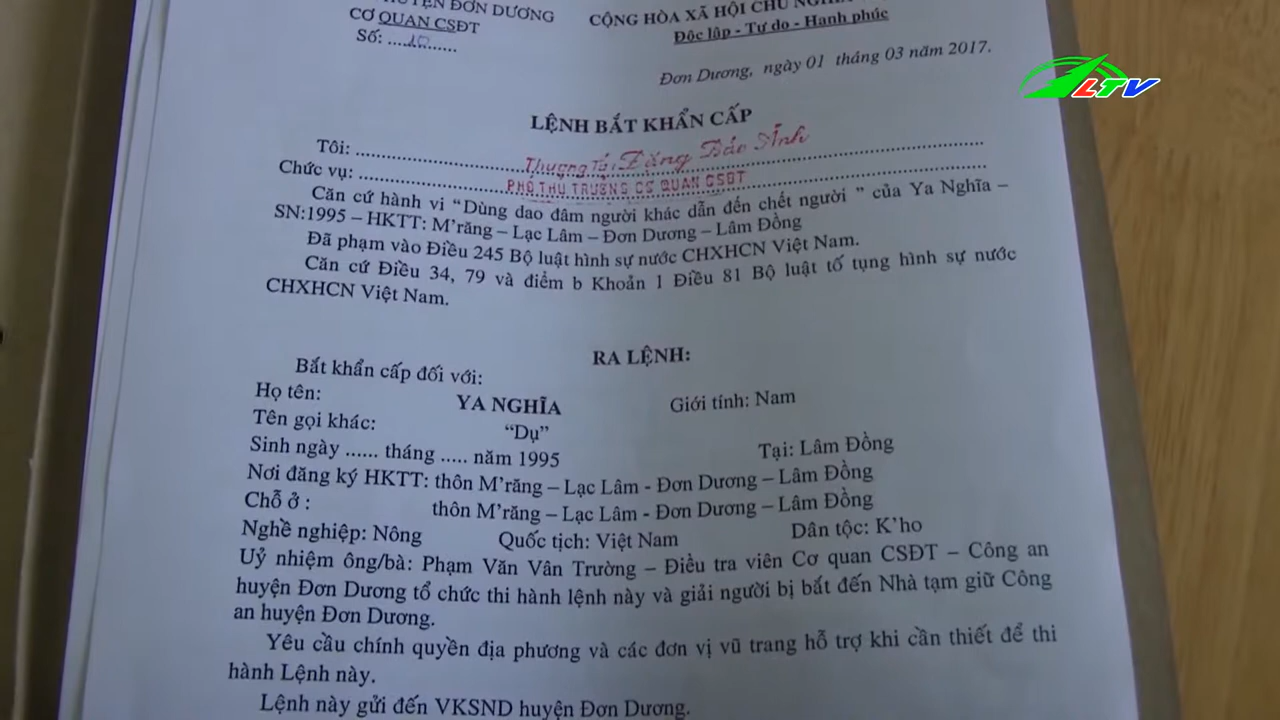 HUYỆN ĐƠN DƯƠNG
CƠ QUAN CSĐT
Số: ....10........
CỘNG HÒA XÃ HỘI CHỦ NGHĨA
Độc lập - Tự do - Hạnh phúc
Đơn Dương, ngày 01 tháng 03 năm 2017.
LTV
LỆNH BẮT KHẨN CẤP
Tôi: Thượng Tá, Đặng Bảo Ánh
Chức vụ: PHÓ THỦ TRƯỞNG CƠ QUAN CSĐT
Căn cứ hành vi “Dùng dao đâm người khác dẫn đến chết người ” của Ya Nghĩa –
SN:1995 – HKTT: M’răng – Lạc Lâm – Đơn Dương – Lâm Đồng
Đã phạm vào Điều 245 Bộ luật hình sự nước CHXHCN Việt Nam.
Căn cứ Điều 34, 79 và điểm b Khoản 1 Điều 81 Bộ luật tố tụng hình sự nước
CHXHCN Việt Nam.
RA LỆNH:
Bắt khẩn cấp đối với:
Họ tên: YA NGHĨA Giới tính: Nam
Tên gọi khác: “Dụ”
Sinh ngày ...... tháng ..... năm 1995 Tại: Lâm Đồng
Nơi đăng ký HKTT: thôn M’răng – Lạc Lâm - Đơn Dương – Lâm Đồng
Chỗ ở : thôn M’răng – Lạc Lâm - Đơn Dương – Lâm Đồng
Nghề nghiệp: Nông Quốc tịch: Việt Nam Dân tộc: K’ho
Uỷ nhiệm ông/bà: Phạm Văn Vân Trường – Điều tra viên Cơ quan CSĐT – Công an
huyện Đơn Dương tổ chức thi hành lệnh này và giải người bị bắt đến Nhà tạm giữ Công
an huyện Đơn Dương.
Yêu cầu chính quyền địa phương và các đơn vị vũ trang hỗ trợ khi cần thiết để thi
hành Lệnh này.
Lệnh này gửi đến VKSND huyện Đơn Dương.